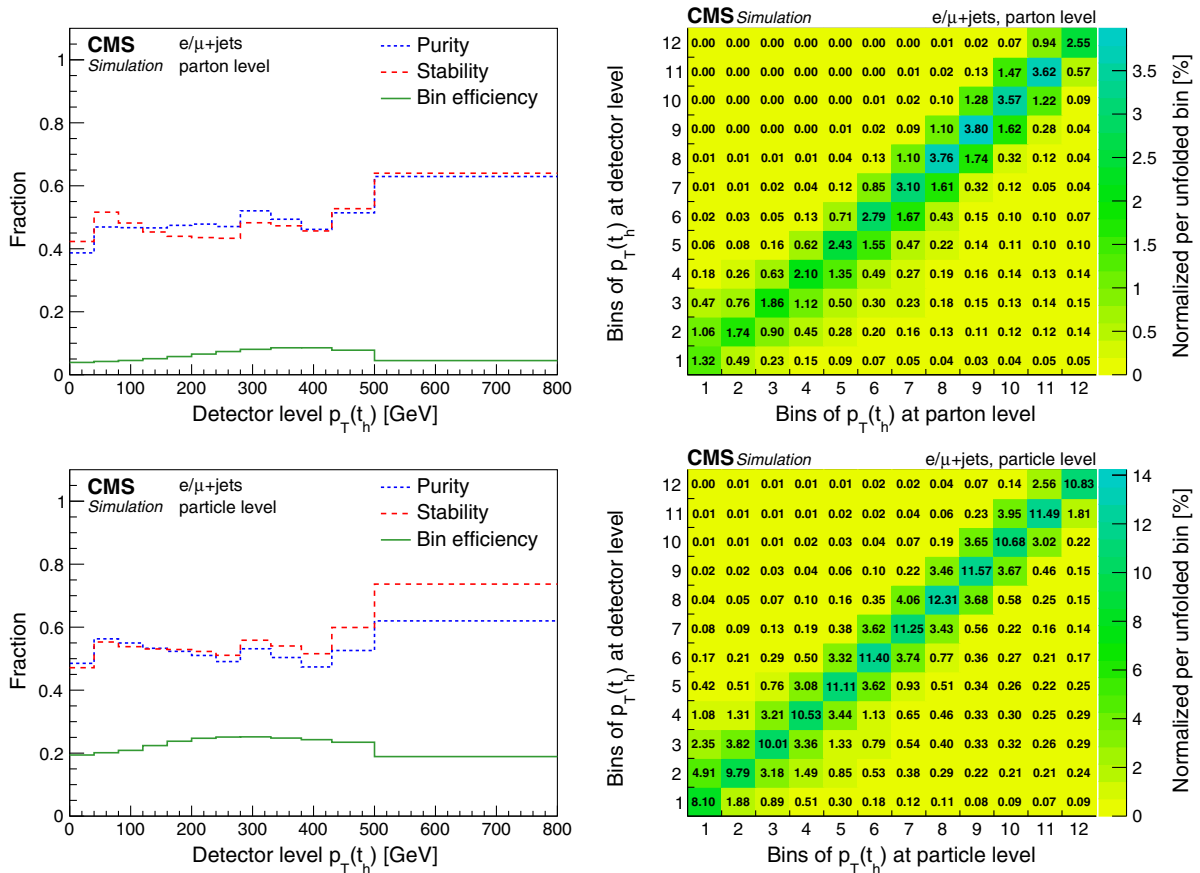 CMS
Simulation
e/μ+jets
parton level
Purity
Stability
Bin efficiency
Fraction
1
0.8
0.6
0.4
0.2
0
0 100 200 300 400 500 600 700 800
Detector level p_T(t_h) [GeV]
CMS Simulation e/μ+jets, parton level
Bins of p_T(t_h) at detector level
12 0.00 0.00 0.00 0.00 0.00 0.00 0.00 0.01 0.02 0.07 0.94 2.55
11 0.00 0.00 0.00 0.00 0.00 0.00 0.01 0.02 0.13 1.47 3.62 0.57
10 0.00 0.00 0.00 0.00 0.00 0.01 0.02 0.10 1.28 3.57 1.22 0.09
9 0.00 0.00 0.00 0.00 0.01 0.02 0.09 1.10 3.80 1.62 0.28 0.04
8 0.01 0.01 0.01 0.01 0.04 0.13 1.10 3.76 1.74 0.32 0.12 0.04
7 0.01 0.01 0.02 0.04 0.12 0.85 3.10 1.61 0.32 0.12 0.05 0.04
6 0.02 0.03 0.05 0.13 0.71 2.79 1.67 0.43 0.15 0.10 0.10 0.07
5 0.06 0.08 0.16 0.62 2.43 1.55 0.47 0.22 0.14 0.11 0.10 0.10
4 0.18 0.26 0.63 2.10 1.35 0.49 0.27 0.19 0.16 0.14 0.13 0.14
3 0.47 0.76 1.86 1.12 0.50 0.30 0.23 0.18 0.15 0.13 0.14 0.15
2 1.06 1.74 0.90 0.45 0.28 0.20 0.16 0.13 0.11 0.12 0.12 0.14
1 1.32 0.49 0.23 0.15 0.09 0.07 0.05 0.04 0.03 0.04 0.05 0.05
1 2 3 4 5 6 7 8 9 10 11 12
Bins of p_T(t_h) at parton level
3.5
3
2.5
2
1.5
1
0.5
0
Normalized per unfolded bin [%]
CMS
Simulation
e/μ+jets
particle level
Purity
Stability
Bin efficiency
Fraction
1
0.8
0.6
0.4
0.2
0
0 100 200 300 400 500 600 700 800
Detector level p_T(t_h) [GeV]
CMS Simulation e/μ+jets, particle level
Bins of p_T(t_h) at detector level
12 0.00 0.01 0.01 0.01 0.01 0.02 0.02 0.04 0.07 0.14 2.56 10.83
11 0.01 0.01 0.01 0.01 0.02 0.02 0.04 0.06 0.23 3.95 11.49 1.81
10 0.01 0.01 0.01 0.02 0.03 0.04 0.07 0.19 3.65 10.68 3.02 0.22
9 0.02 0.02 0.03 0.04 0.06 0.10 0.22 3.46 11.57 3.67 0.46 0.15
8 0.04 0.05 0.07 0.10 0.16 0.35 4.06 12.31 3.68 0.58 0.25 0.15
7 0.08 0.09 0.13 0.19 0.38 3.62 11.25 3.43 0.56 0.22 0.16 0.14
6 0.17 0.21 0.29 0.50 3.32 11.40 3.74 0.77 0.36 0.27 0.21 0.17
5 0.42 0.51 0.76 3.08 11.11 3.62 0.93 0.51 0.34 0.26 0.22 0.25
4 1.08 1.31 3.21 10.53 3.44 1.13 0.65 0.46 0.33 0.30 0.25 0.29
3 2.35 3.82 10.01 3.36 1.33 0.79 0.54 0.40 0.33 0.32 0.26 0.29
2 4.91 9.79 3.18 1.49 0.85 0.53 0.38 0.29 0.22 0.21 0.21 0.24
1 8.10 1.88 0.89 0.51 0.30 0.18 0.12 0.11 0.08 0.09 0.07 0.09
1 2 3 4 5 6 7 8 9 10 11 12
Bins of p_T(t_h) at particle level
14
12
10
8
6
4
2
0
Normalized per unfolded bin [%]